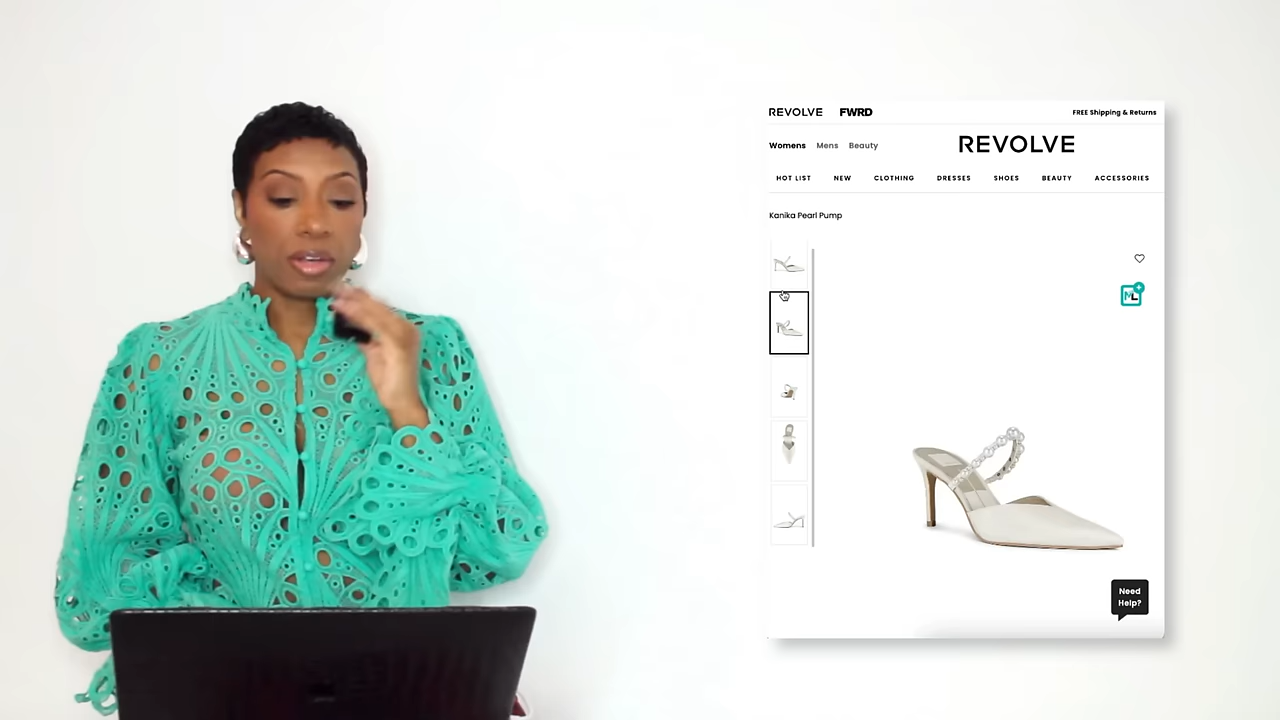 REVOLVE FWRD FREE Shipping & Returns
Womens Mens Beauty REVOLVE
HOT LIST NEW CLOTHING DRESSES SHOES BEAUTY ACCESSORIES
Kanika Pearl Pump
ML
Need
Help?